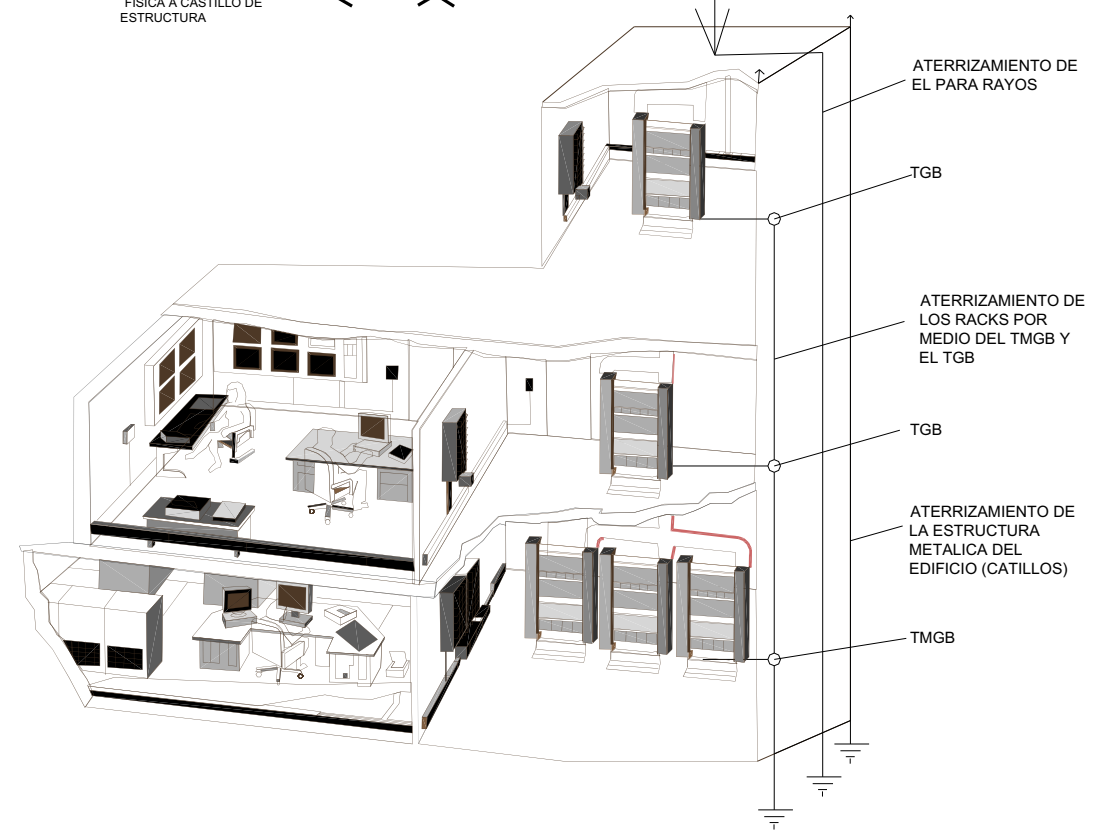 FISICA A CASTILLO DE
ESTRUCTURA
ATERRIZAMIENTO DE
EL PARA RAYOS
TGB
ATERRIZAMIENTO DE
LOS RACKS POR
MEDIO DEL TMGB Y
EL TGB
TGB
ATERRIZAMIENTO DE
LA ESTRUCTURA
METALICA DEL
EDIFICIO (CATILLOS)
TMGB